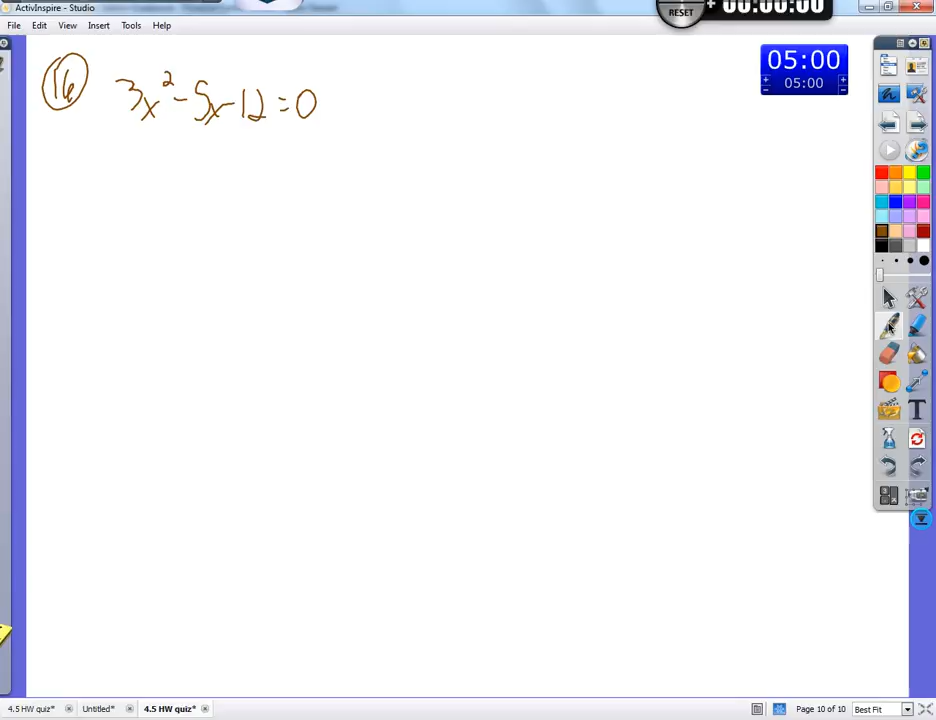 ActivInspire - Studio
RESET
00:00:00
File Edit View Insert Tools Help
16 3x² - 5x - 12 = 0
05:00
05:00
T
4.5 HW quiz* Untitled* 4.5 HW quiz* Page 10 of 10 Best Fit